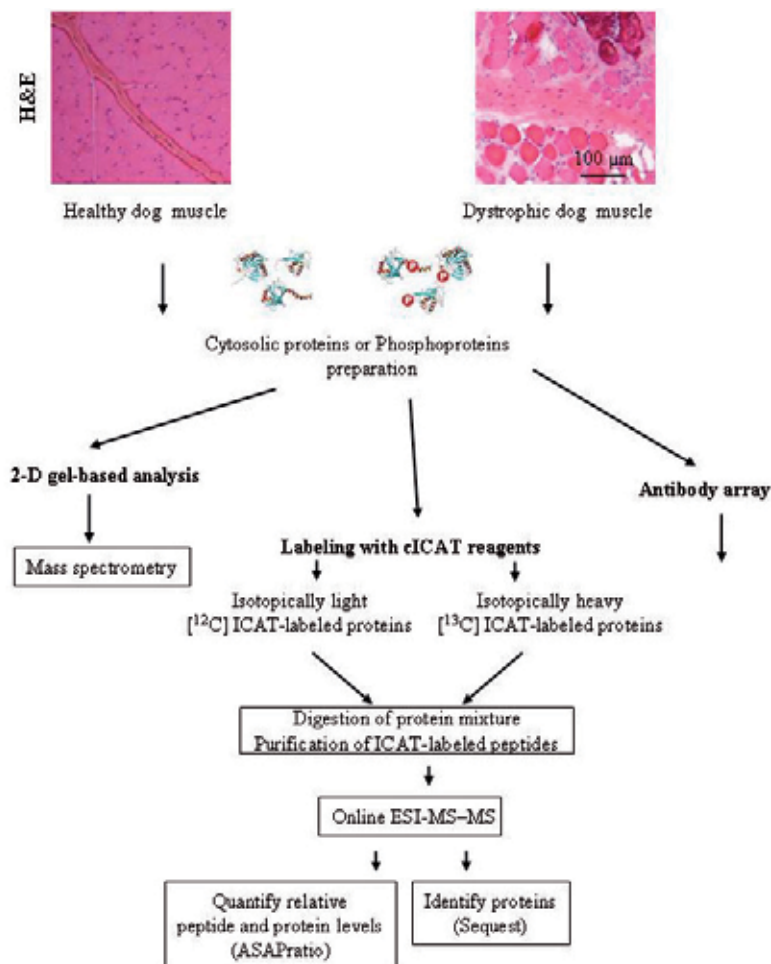 H&E
100 µm
Healthy dog muscle
Dystrophic dog muscle
P
P
P
Cytosolic proteins or Phosphoproteins
preparation
2-D gel-based analysis
Antibody array
Mass spectrometry
Labeling with cICAT reagents
Isotopically light
[¹²C] ICAT-labeled proteins
Isotopically heavy
[¹³C] ICAT-labeled proteins
Digestion of protein mixture
Purification of ICAT-labeled peptides
Online ESI-MS–MS
Quantify relative
peptide and protein levels
(ASAPratio)
Identify proteins
(Sequest)